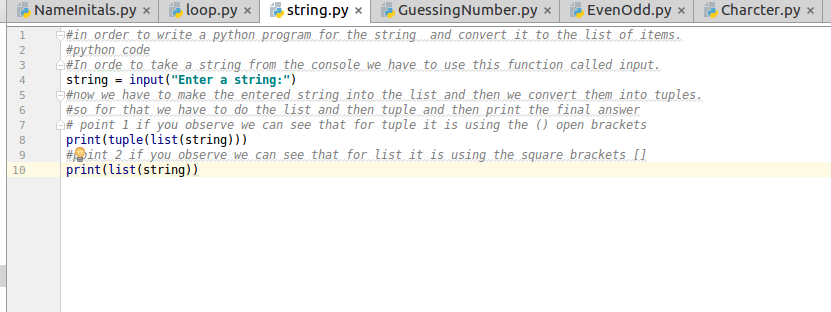 NameInitals.py × loop.py × string.py × GuessingNumber.py × EvenOdd.py × Charcter.py ×
1 #in order to write a python program for the string  and convert it to the list of items.
2 #python code
3 #In orde to take a string from the console we have to use this function called input.
4 string = input("Enter a string:")
5 #now we have to make the entered string into the list and then we convert them into tuples.
6 #so for that we have to do the list and then tuple and then print the final answer
7 # point 1 if you observe we can see that for tuple it is using the () open brackets
8 print(tuple(list(string)))
9 #point 2 if you observe we can see that for list it is using the square brackets []
10 print(list(string))